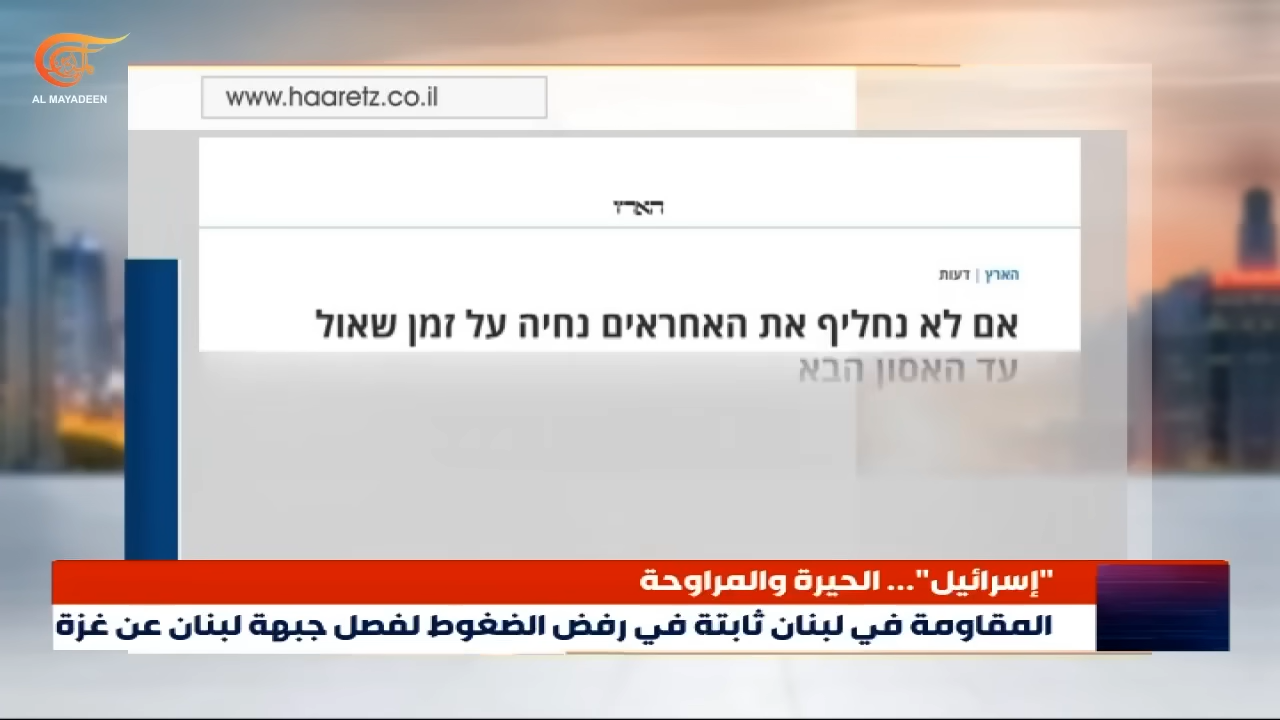 AL MAYADEEN
www.haaretz.co.il
הארץ
הארץ | דעות
אם לא נחליף את האחראים נחיה על זמן שאול
עד האסון הבא
"إسرائيل"... الحيرة والمراوحة
المقاومة في لبنان ثابتة في رفض الضغوط لفصل جبهة لبنان عن غزة